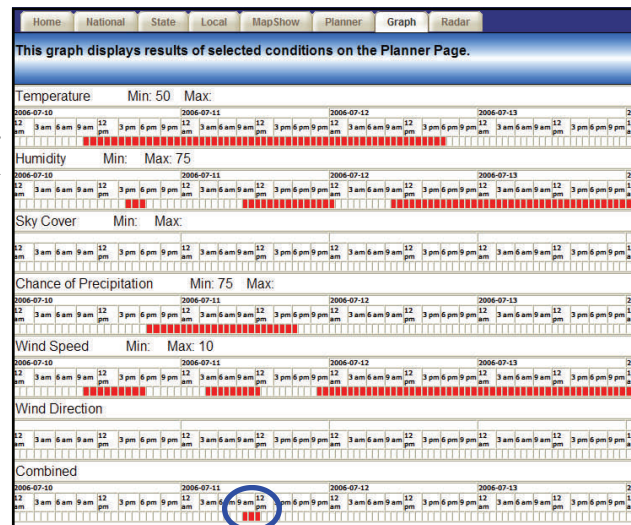 Home National State Local MapShow Planner Graph Radar
This graph displays results of selected conditions on the Planner Page.
Temperature Min: 50 Max:
2006-07-10 2006-07-11 2006-07-12 2006-07-13 2
12 am 3 am 6 am 9 am 12 pm 3 pm 6 pm 9 pm 12 am 3 am 6 am 9 am 12 pm 3 pm 6 pm 9 pm 12 am 3 am 6 am 9 am 12 pm 3 pm 6 pm 9 pm 12 am 3 am 6 am 9 am 12 pm 3 pm 6 pm 9 pm 1
Humidity Min: Max: 75
2006-07-10 2006-07-11 2006-07-12 2006-07-13 2
12 am 3 am 6 am 9 am 12 pm 3 pm 6 pm 9 pm 12 am 3 am 6 am 9 am 12 pm 3 pm 6 pm 9 pm 12 am 3 am 6 am 9 am 12 pm 3 pm 6 pm 9 pm 12 am 3 am 6 am 9 am 12 pm 3 pm 6 pm 9 pm 1
Sky Cover Min: Max:
12 am 3 am 6 am 9 am 12 pm 3 pm 6 pm 9 pm 12 am 3 am 6 am 9 am 12 pm 3 pm 6 pm 9 pm 12 am 3 am 6 am 9 am 12 pm 3 pm 6 pm 9 pm 12 am 3 am 6 am 9 am 12 pm 3 pm 6 pm 9 pm 1
Chance of Precipitation Min: 75 Max:
2006-07-10 2006-07-11 2006-07-12 2006-07-13 2
12 am 3 am 6 am 9 am 12 pm 3 pm 6 pm 9 pm 12 am 3 am 6 am 9 am 12 pm 3 pm 6 pm 9 pm 12 am 3 am 6 am 9 am 12 pm 3 pm 6 pm 9 pm 12 am 3 am 6 am 9 am 12 pm 3 pm 6 pm 9 pm 1
Wind Speed Min: Max: 10
2006-07-10 2006-07-11 2006-07-12 2006-07-13 2
12 am 3 am 6 am 9 am 12 pm 3 pm 6 pm 9 pm 12 am 3 am 6 am 9 am 12 pm 3 pm 6 pm 9 pm 12 am 3 am 6 am 9 am 12 pm 3 pm 6 pm 9 pm 12 am 3 am 6 am 9 am 12 pm 3 pm 6 pm 9 pm 1
Wind Direction
12 am 3 am 6 am 9 am 12 pm 3 pm 6 pm 9 pm 12 am 3 am 6 am 9 am 12 pm 3 pm 6 pm 9 pm 12 am 3 am 6 am 9 am 12 pm 3 pm 6 pm 9 pm 12 am 3 am 6 am 9 am 12 pm 3 pm 6 pm 9 pm 1
Combined
2006-07-10 2006-07-11 2006-07-12 2006-07-13 2
12 am 3 am 6 am 9 am 12 pm 3 pm 6 pm 9 pm 12 am 3 am 6 am 9 am 12 pm 3 pm 6 pm 9 pm 12 am 3 am 6 am 9 am 12 pm 3 pm 6 pm 9 pm 12 am 3 am 6 am 9 am 12 pm 3 pm 6 pm 9 pm 1